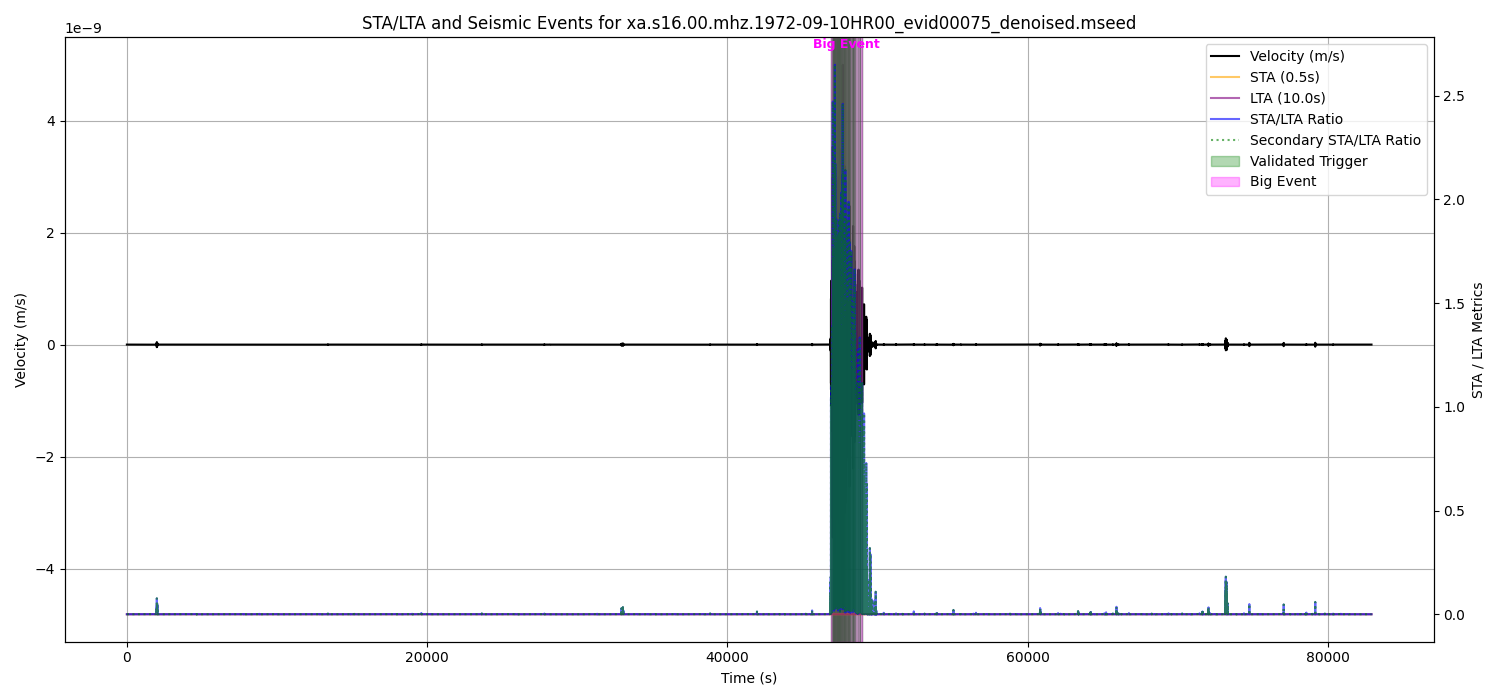 STA/LTA and Seismic Events for xa.s16.00.mhz.1972-09-10HR00_evid00075_denoised.mseed
1e−9
Big Event
Velocity (m/s)
STA (0.5s)
LTA (10.0s)
STA/LTA Ratio
Secondary STA/LTA Ratio
Validated Trigger
Big Event
4
2
0
−2
−4
Velocity (m/s)
2.5
2.0
1.5
1.0
0.5
0.0
STA / LTA Metrics
0
20000
40000
60000
80000
Time (s)